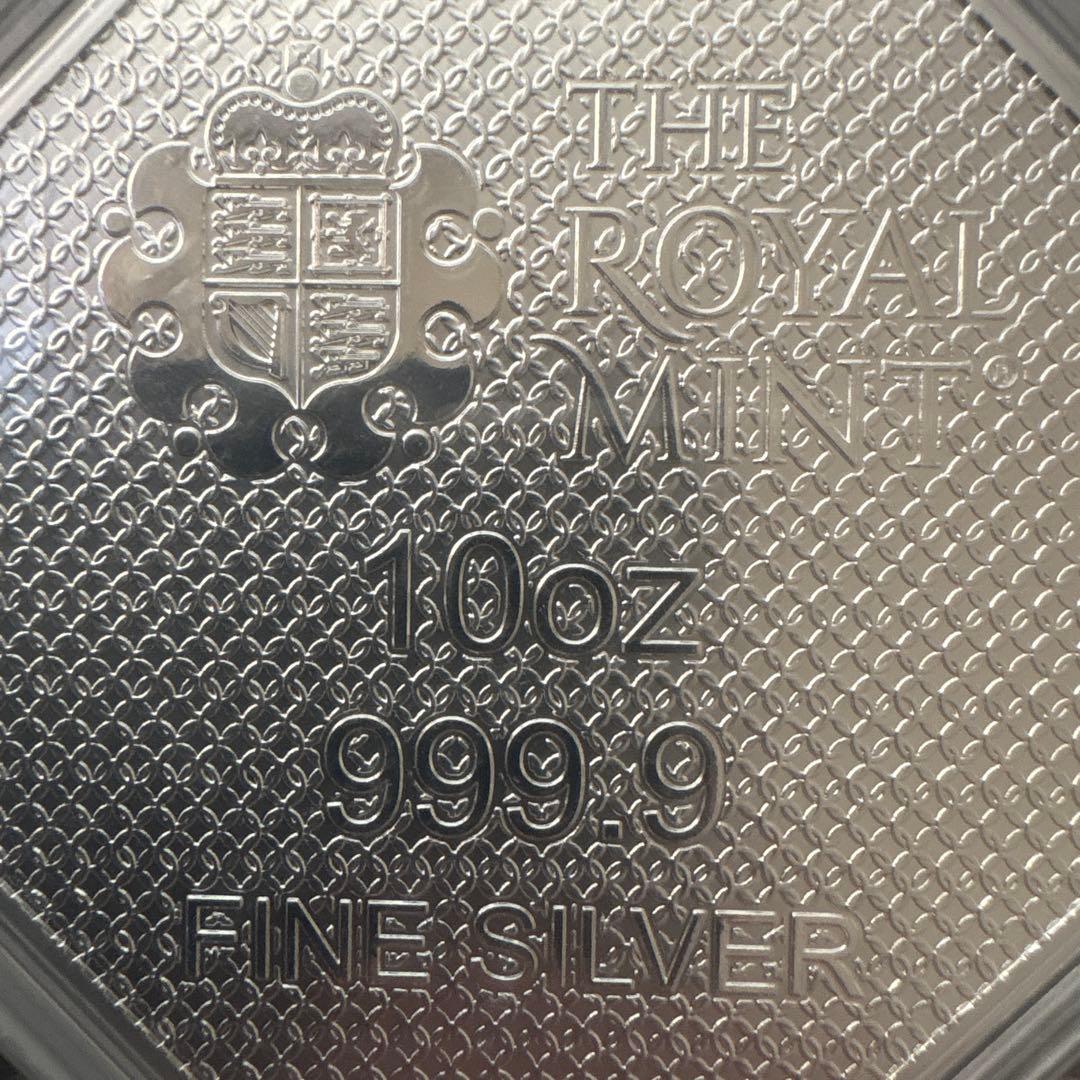 THE
ROYAL
MINT®
10oz
999.9
FINE SILVER